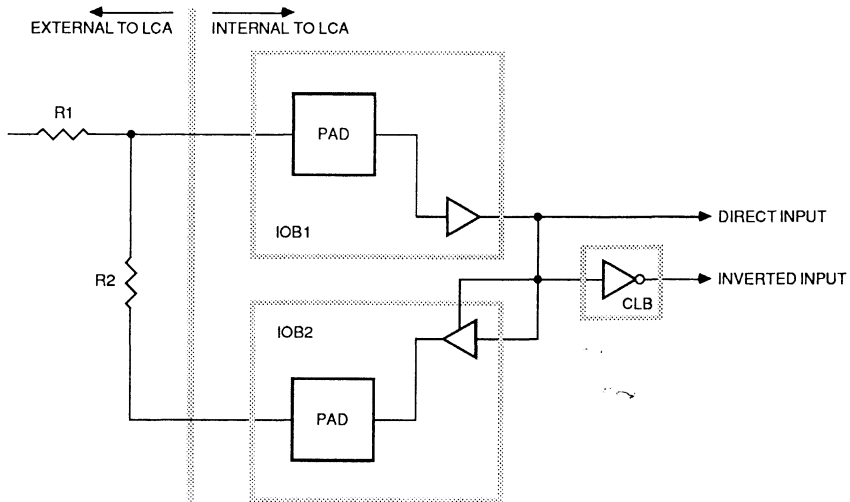 EXTERNAL TO LCA
INTERNAL TO LCA
R1
PAD
IOB1
DIRECT INPUT
R2
INVERTED INPUT
CLB
IOB2
PAD